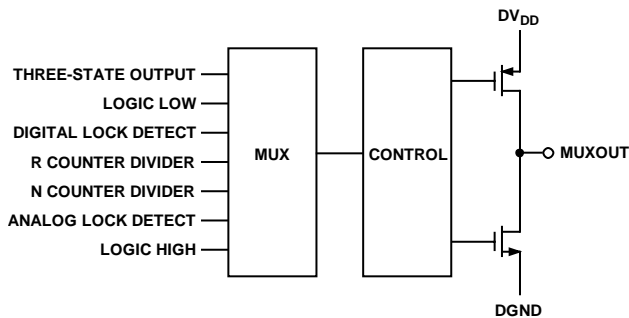 DVDD
THREE-STATE OUTPUT
LOGIC LOW
DIGITAL LOCK DETECT
R COUNTER DIVIDER
N COUNTER DIVIDER
ANALOG LOCK DETECT
LOGIC HIGH
MUX
CONTROL
MUXOUT
DGND